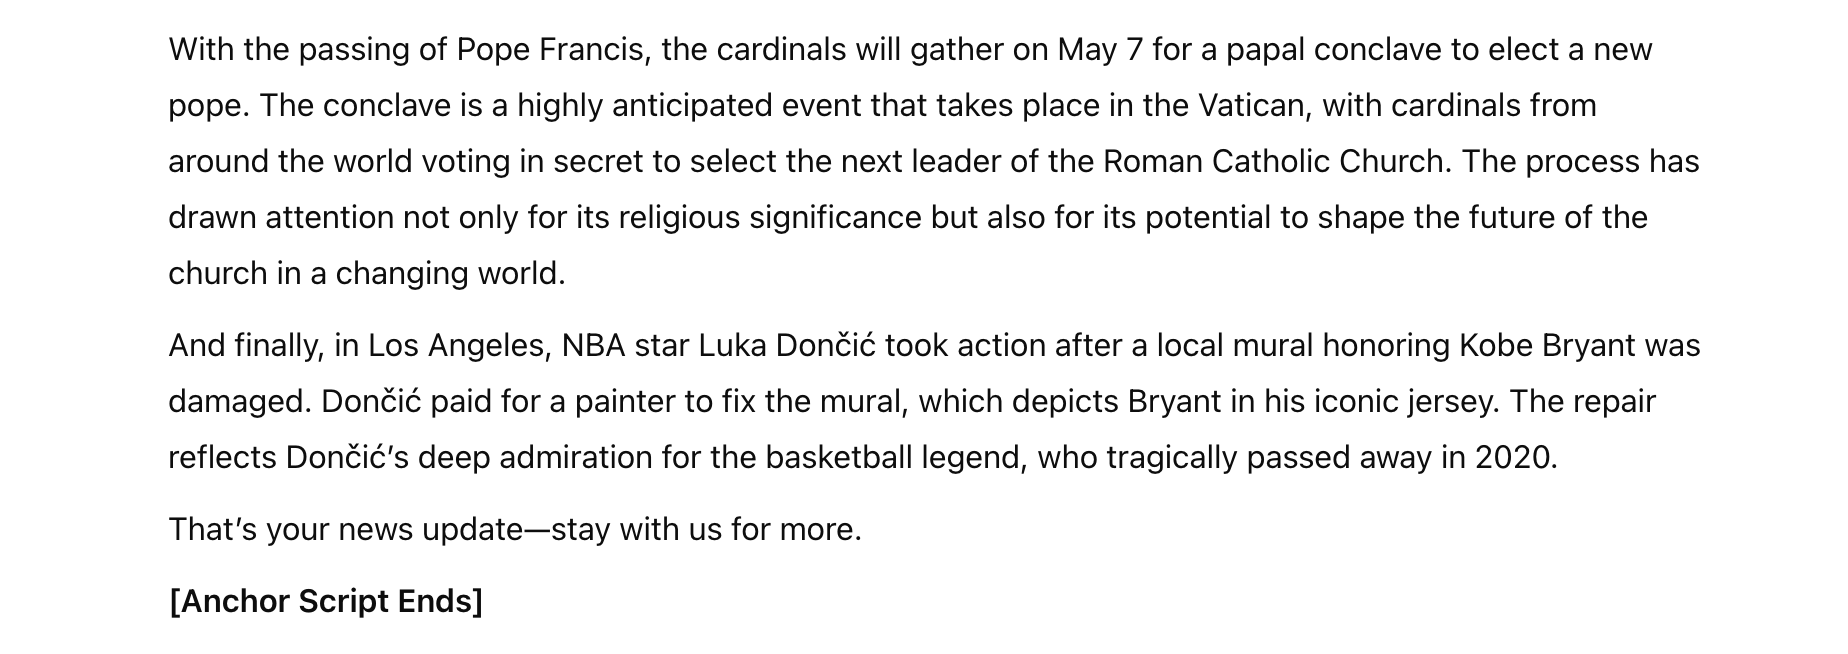 With the passing of Pope Francis, the cardinals will gather on May 7 for a papal conclave to elect a new
pope. The conclave is a highly anticipated event that takes place in the Vatican, with cardinals from
around the world voting in secret to select the next leader of the Roman Catholic Church. The process has
drawn attention not only for its religious significance but also for its potential to shape the future of the
church in a changing world.
And finally, in Los Angeles, NBA star Luka Dončić took action after a local mural honoring Kobe Bryant was
damaged. Dončić paid for a painter to fix the mural, which depicts Bryant in his iconic jersey. The repair
reflects Dončić’s deep admiration for the basketball legend, who tragically passed away in 2020.
That’s your news update—stay with us for more.
[Anchor Script Ends]